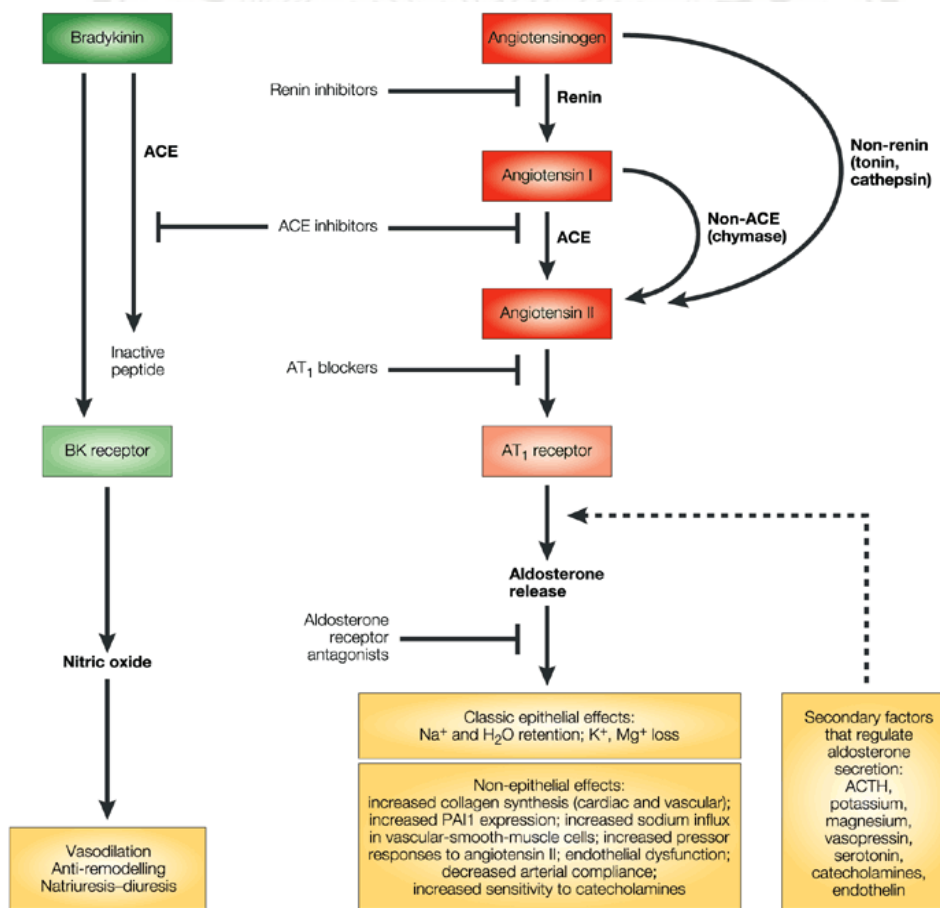 Bradykinin
Angiotensinogen
Renin inhibitors
Renin
Non-renin
(tonin,
cathepsin)
ACE
Angiotensin I
Non-ACE
(chymase)
ACE inhibitors
ACE
Angiotensin II
Inactive
peptide
AT₁ blockers
BK receptor
AT₁ receptor
Aldosterone
release
Aldosterone
receptor
antagonists
Nitric oxide
Classic epithelial effects:
Na⁺ and H₂O retention; K⁺, Mg⁺ loss
Non-epithelial effects:
increased collagen synthesis (cardiac and vascular);
increased PAI1 expression; increased sodium influx
in vascular-smooth-muscle cells; increased pressor
responses to angiotensin II; endothelial dysfunction;
decreased arterial compliance;
increased sensitivity to catecholamines
Secondary factors
that regulate
aldosterone
secretion:
ACTH,
potassium,
magnesium,
vasopressin,
serotonin,
catecholamines,
endothelin
Vasodilation
Anti-remodelling
Natriuresis–diuresis